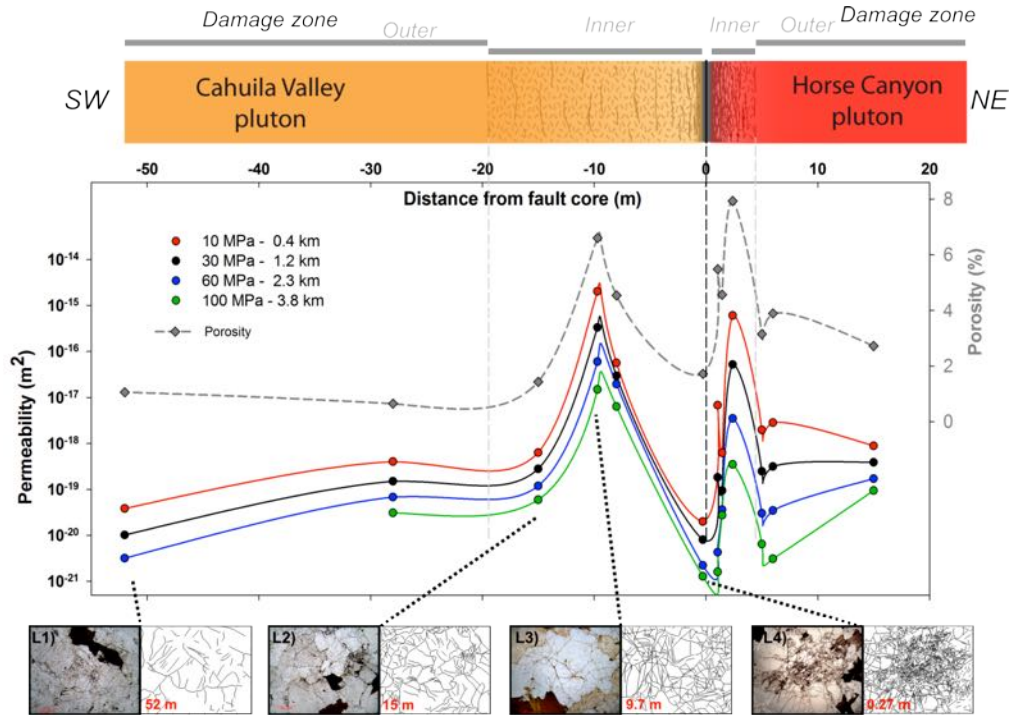 Damage zone
Damage zone
Outer
Inner
Inner
Outer
SW
Cahuila Valley
pluton
Horse Canyon
pluton
NE
-50
-40
-30
-20
-10
0
10
20
Distance from fault core (m)
8
6
4
2
0
Porosity (%)
10 MPa - 0.4 km
30 MPa - 1.2 km
60 MPa - 2.3 km
100 MPa - 3.8 km
Porosity
10-14
10-15
10-16
10-17
10-18
10-19
10-20
10-21
Permeability (m2)
L1)
52 m
L2)
15 m
L3)
9.7 m
L4)
0.27 m